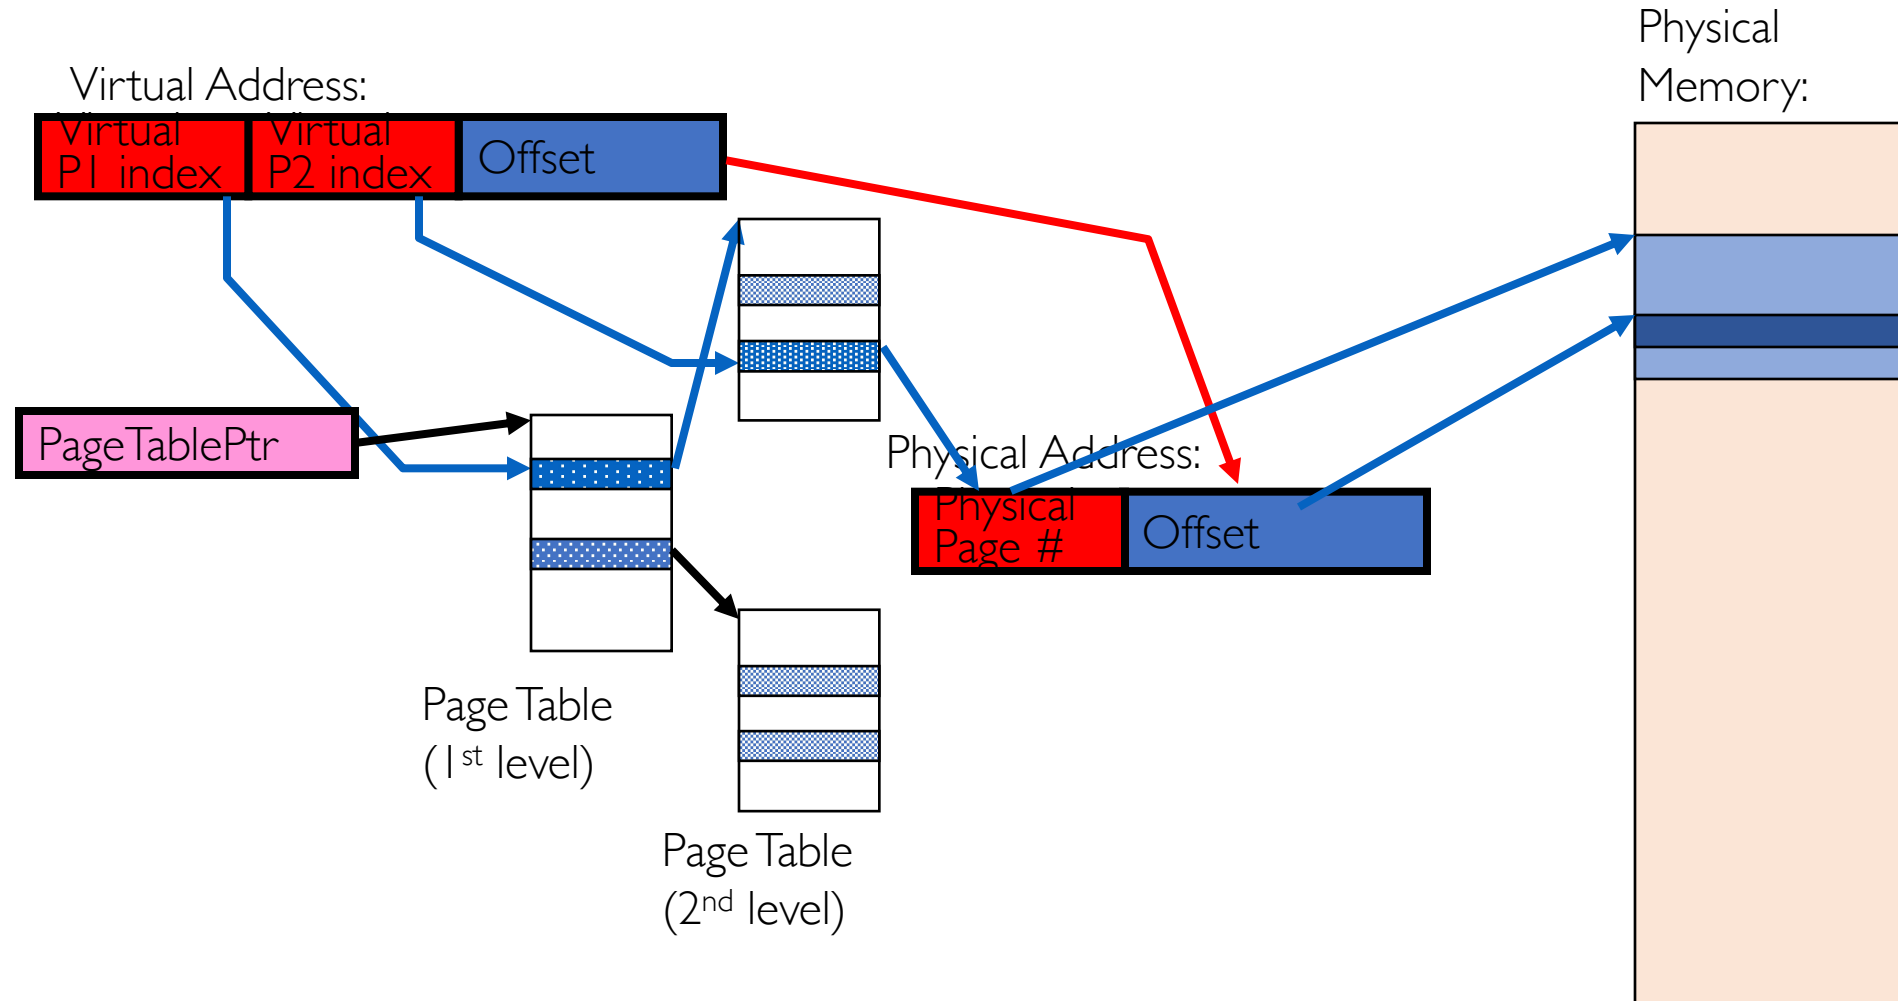 Physical
Memory:
Virtual Address:
Virtual
P1 index
Virtual
P2 index
Offset
PageTablePtr
Physical Address:
Physical
Page #
Offset
Page Table
(1st level)
Page Table
(2nd level)